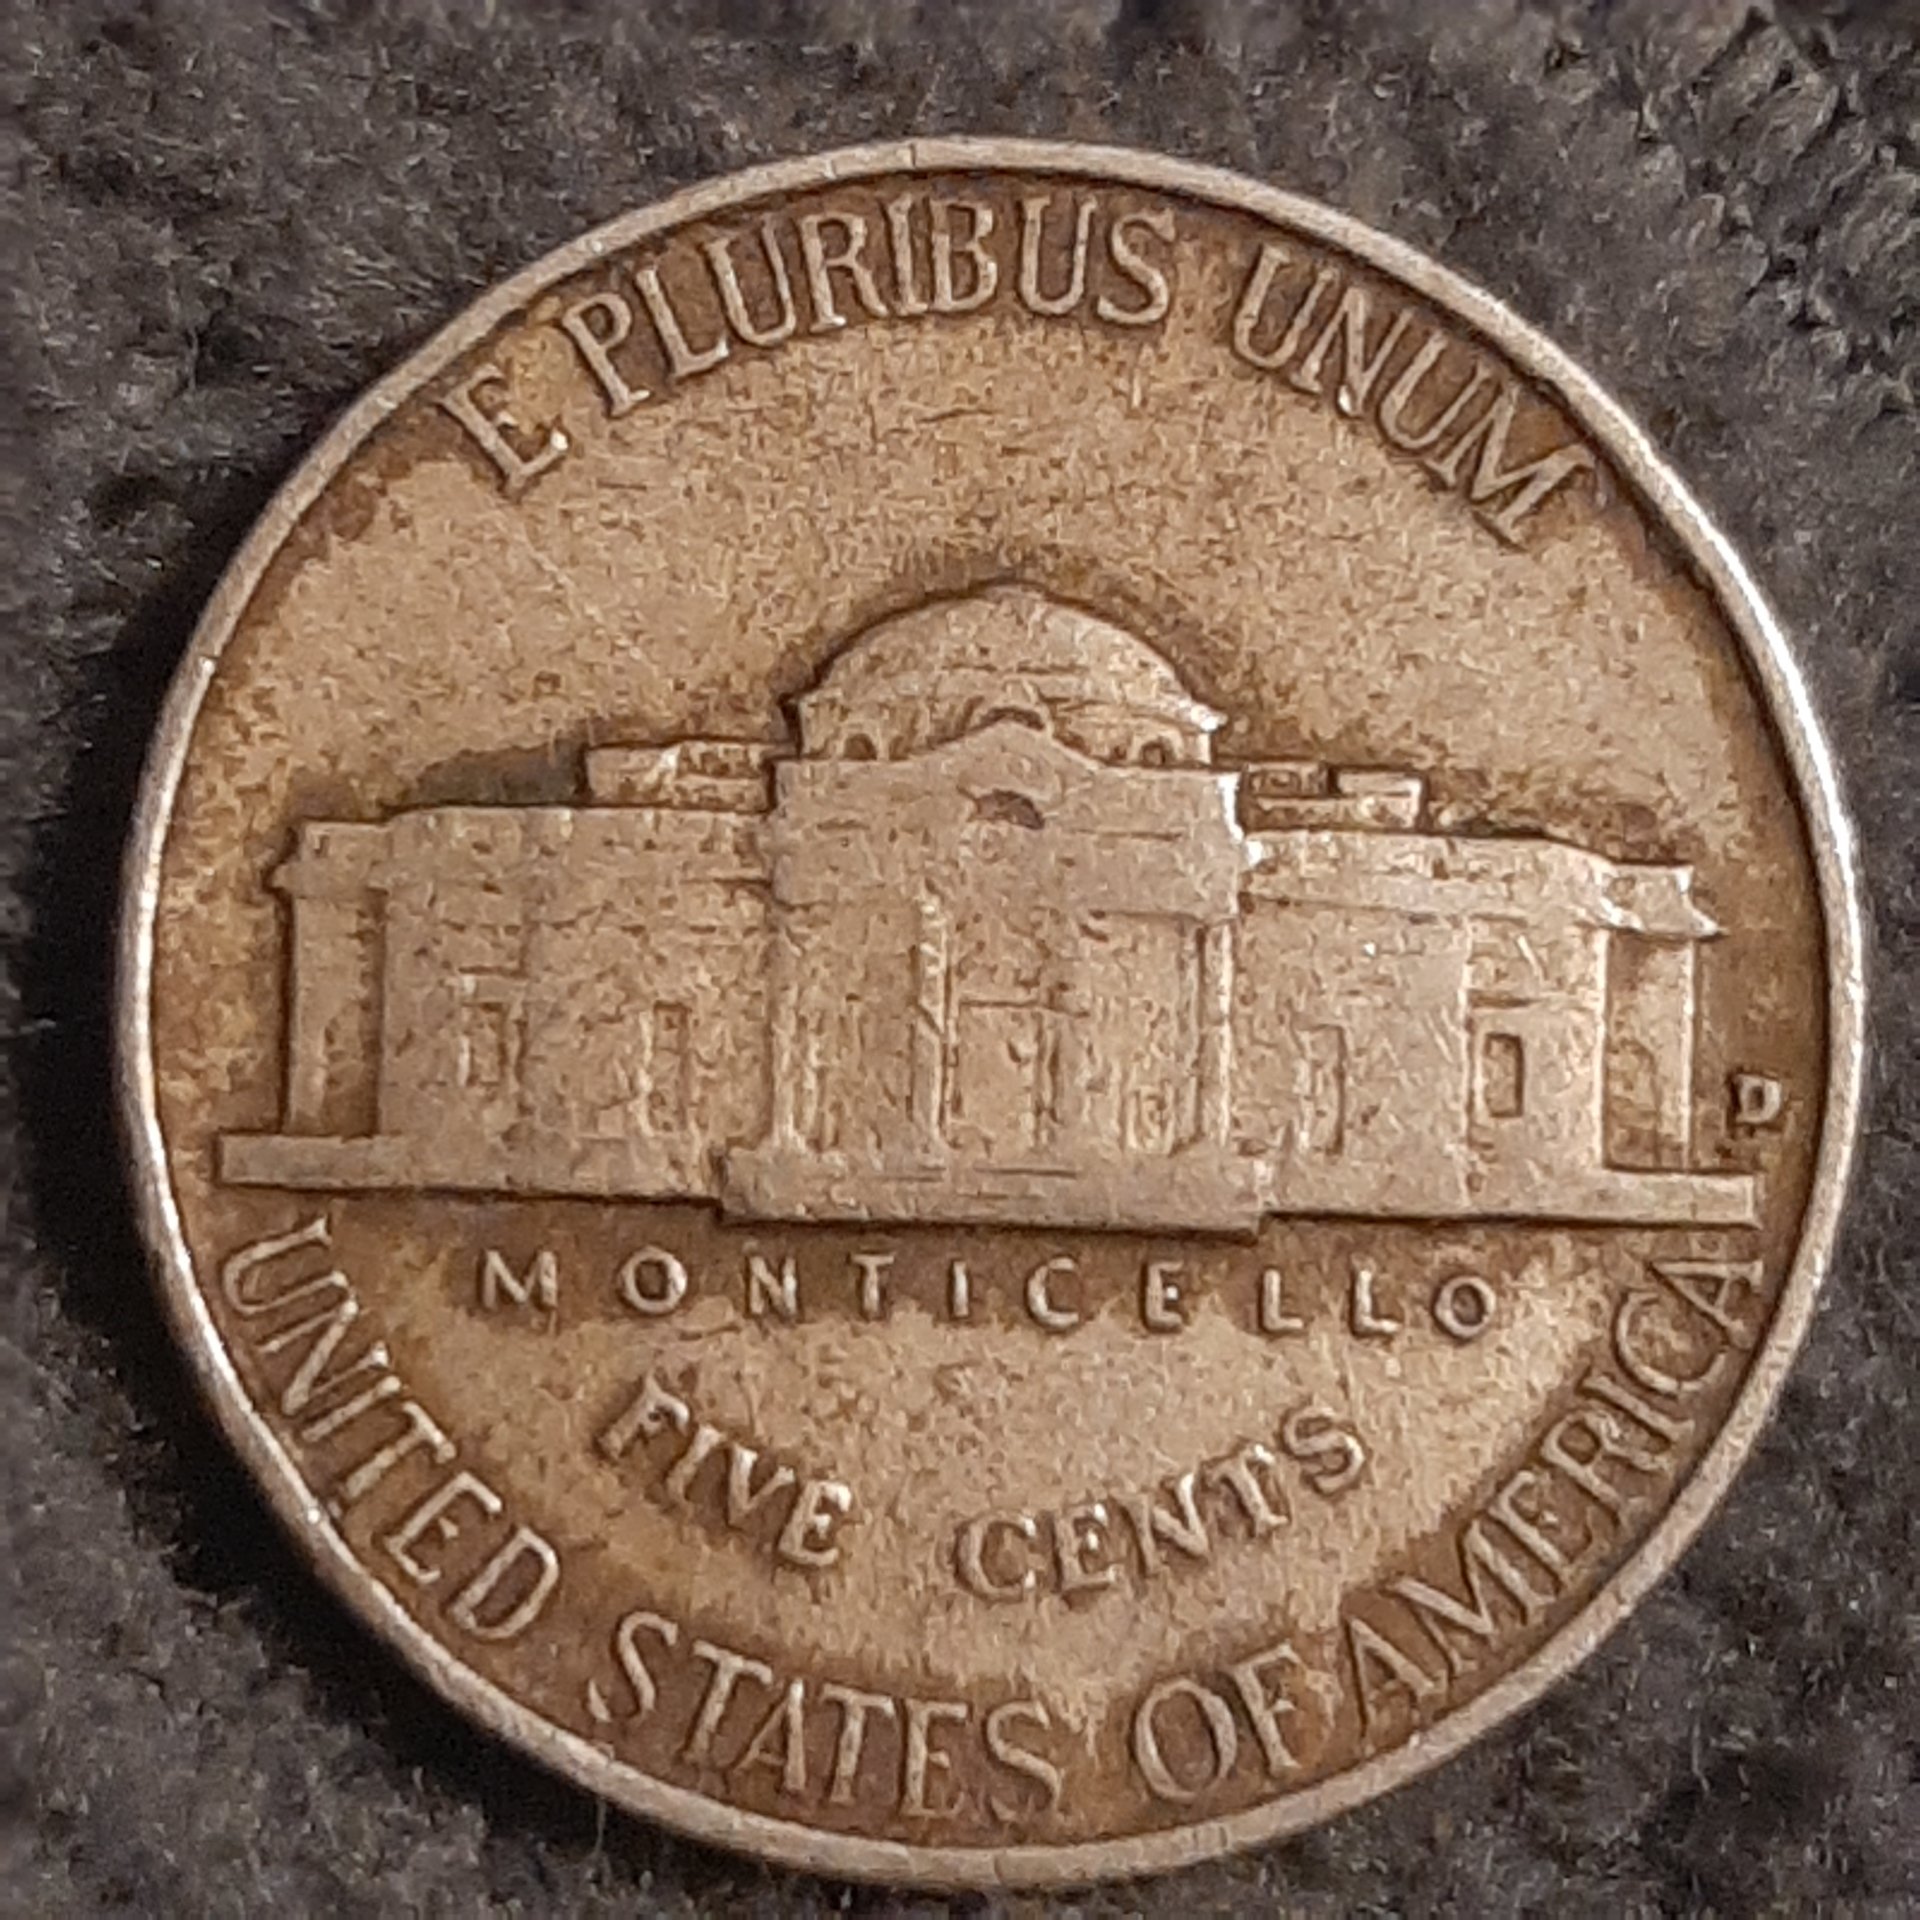 E PLURIBUS UNUM
D
MONTICELLO
FIVE CENTS
UNITED STATES OF AMERICA